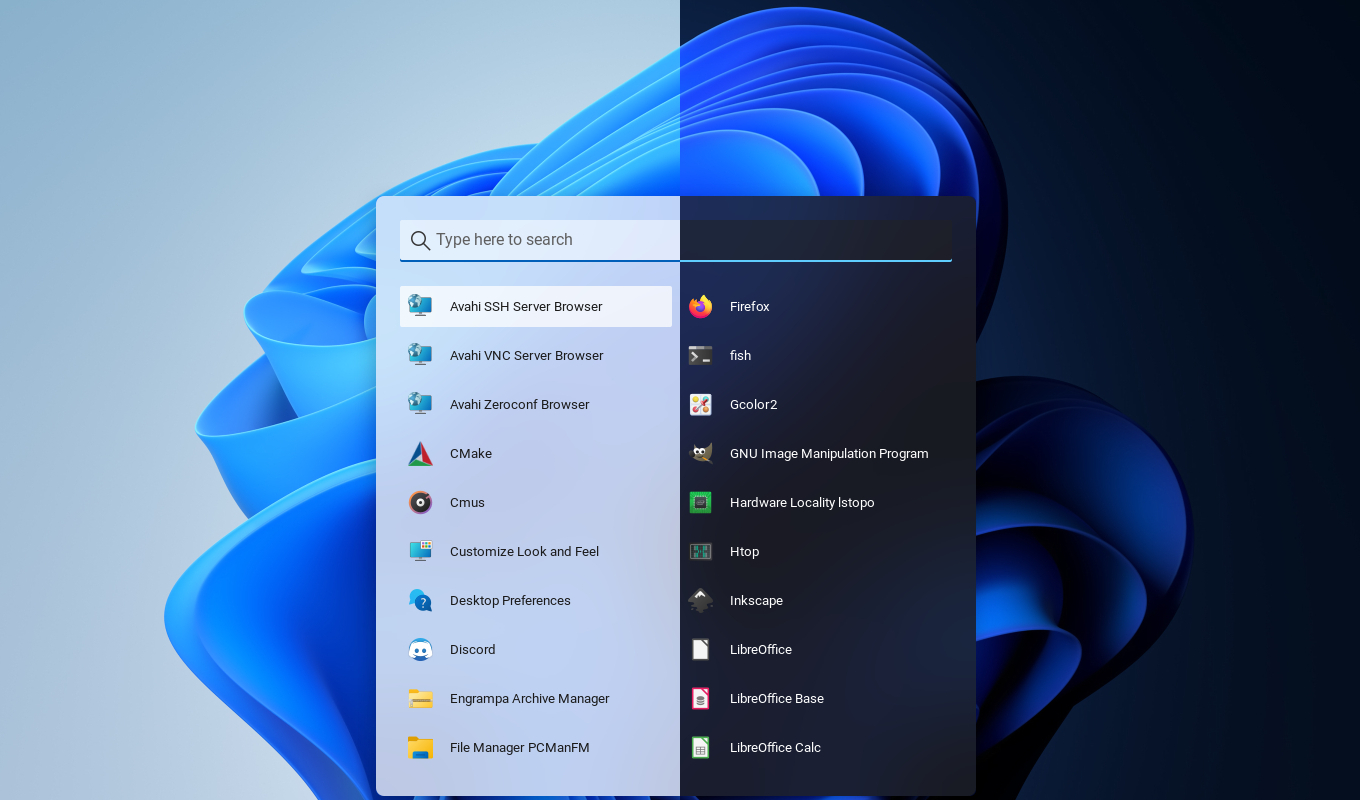 Type here to search
Avahi SSH Server Browser
Avahi VNC Server Browser
Avahi Zeroconf Browser
CMake
Cmus
Customize Look and Feel
Desktop Preferences
Discord
Engrampa Archive Manager
File Manager PCManFM
Firefox
fish
Gcolor2
GNU Image Manipulation Program
Hardware Locality lstopo
Htop
Inkscape
LibreOffice
LibreOffice Base
LibreOffice Calc